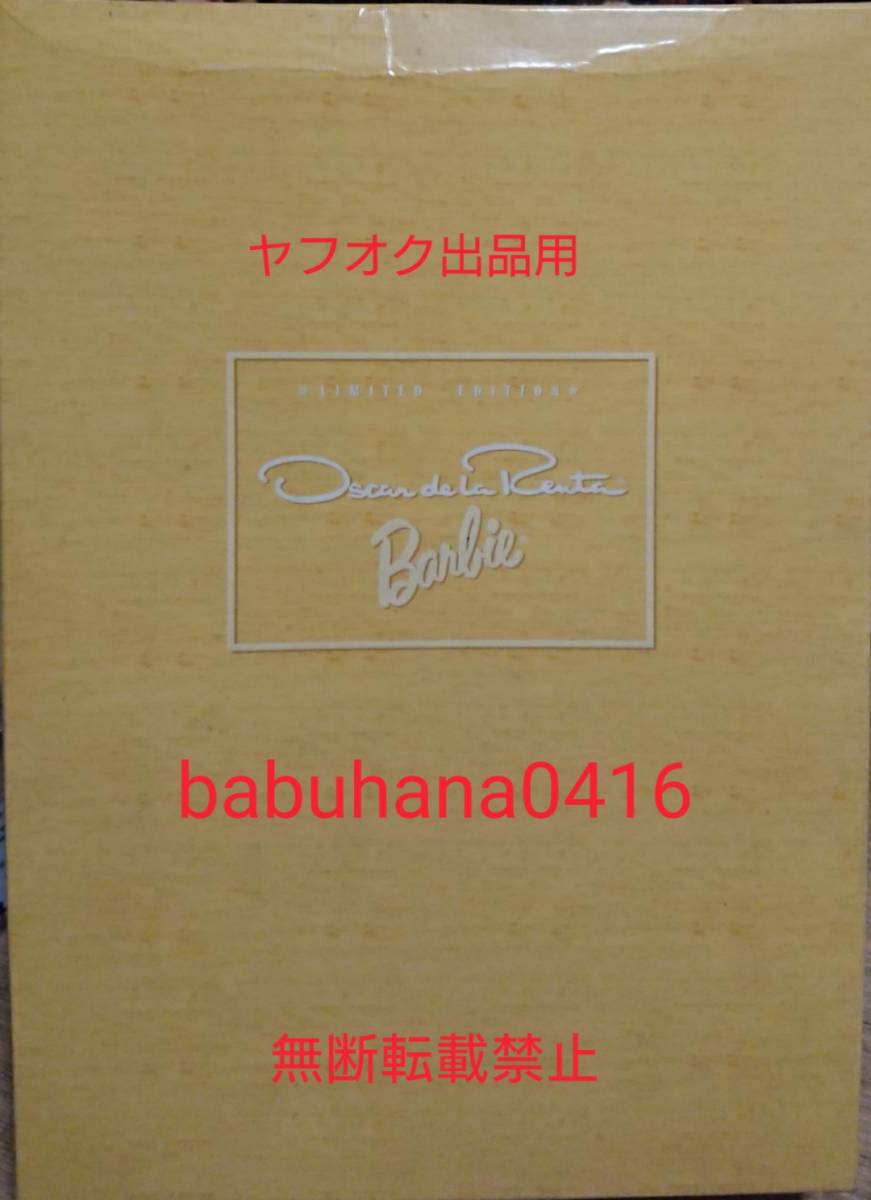 ヤフオク出品用
LIMITED EDITION
Oscar de la Renta®
Barbie®
babuhana0416
無断転載禁止